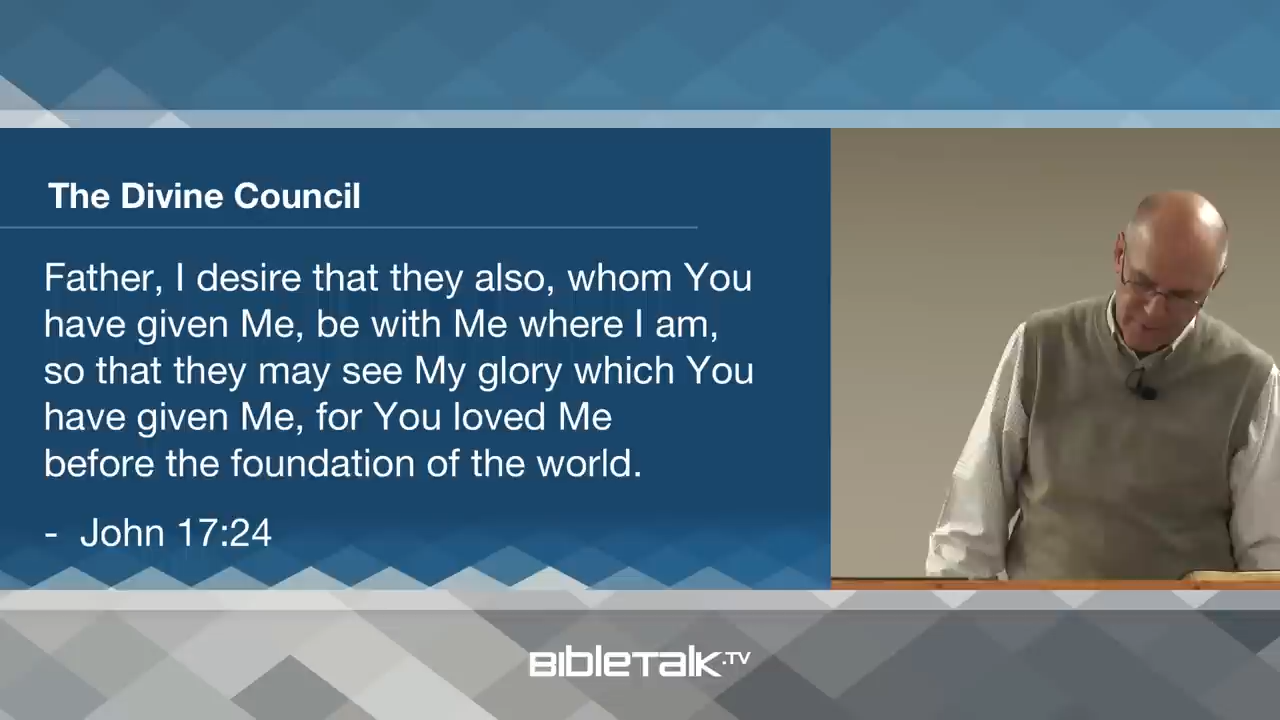 The Divine Council
Father, I desire that they also, whom You
have given Me, be with Me where I am,
so that they may see My glory which You
have given Me, for You loved Me
before the foundation of the world.
- John 17:24
BIBLETALK.TV